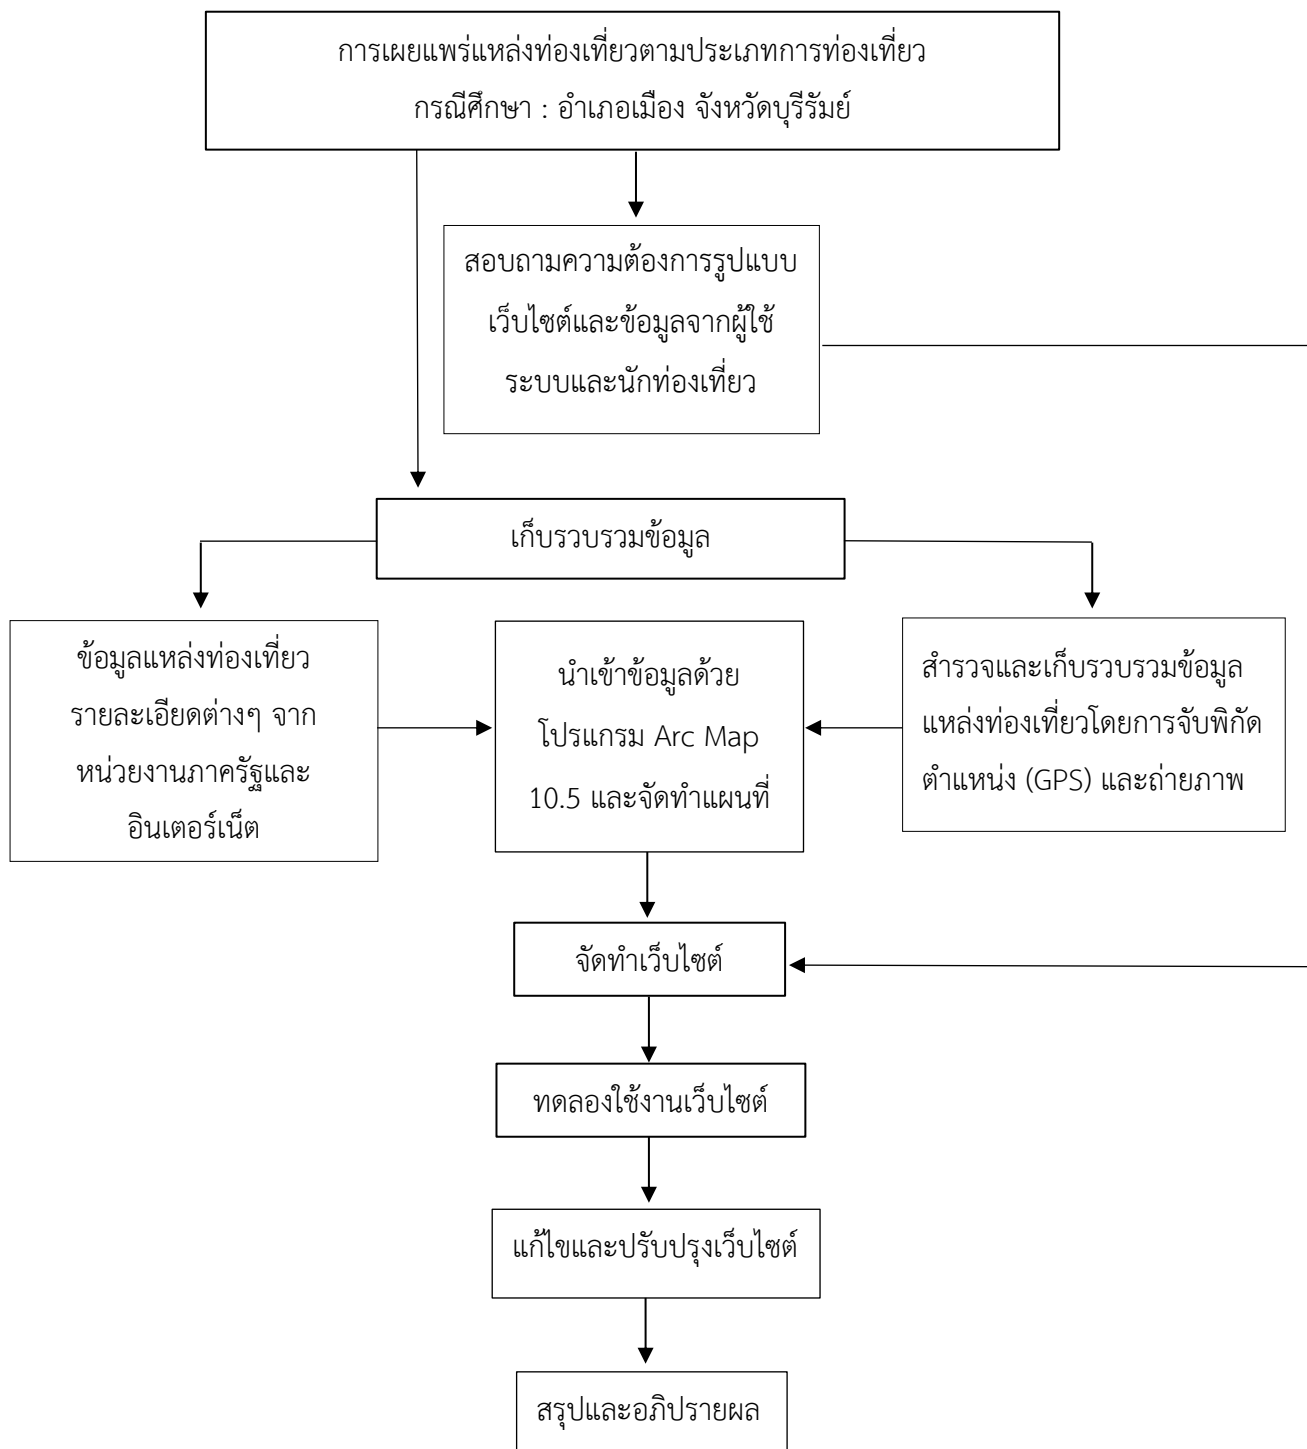 การเผยแพร่แหล่งท่องเที่ยวตามประเภทการท่องเที่ยว
กรณีศึกษา : อำเภอเมือง จังหวัดบุรีรัมย์
สอบถามความต้องการรูปแบบ
เว็บไซต์และข้อมูลจากผู้ใช้
ระบบและนักท่องเที่ยว
เก็บรวบรวมข้อมูล
ข้อมูลแหล่งท่องเที่ยว
รายละเอียดต่างๆ จาก
หน่วยงานภาครัฐและ
อินเตอร์เน็ต
นำเข้าข้อมูลด้วย
โปรแกรม Arc Map
10.5 และจัดทำแผนที่
สำรวจและเก็บรวบรวมข้อมูล
แหล่งท่องเที่ยวโดยการจับพิกัด
ตำแหน่ง (GPS) และถ่ายภาพ
จัดทำเว็บไซต์
ทดลองใช้งานเว็บไซต์
แก้ไขและปรับปรุงเว็บไซต์
สรุปและอภิปรายผล